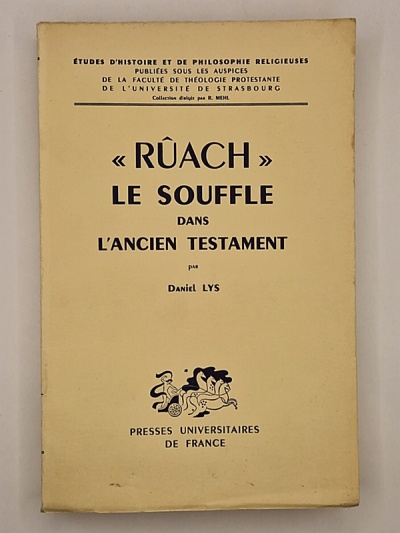 ÉTUDES D'HISTOIRE ET DE PHILOSOPHIE RELIGIEUSES
PUBLIÉES SOUS LES AUSPICES
DE LA FACULTÉ DE THÉOLOGIE PROTESTANTE
DE L'UNIVERSITÉ DE STRASBOURG
Collection dirigée par R. MEHL
« RÛACH »
LE SOUFFLE
DANS
L'ANCIEN TESTAMENT
PAR
Daniel LYS
PRESSES UNIVERSITAIRES
DE FRANCE